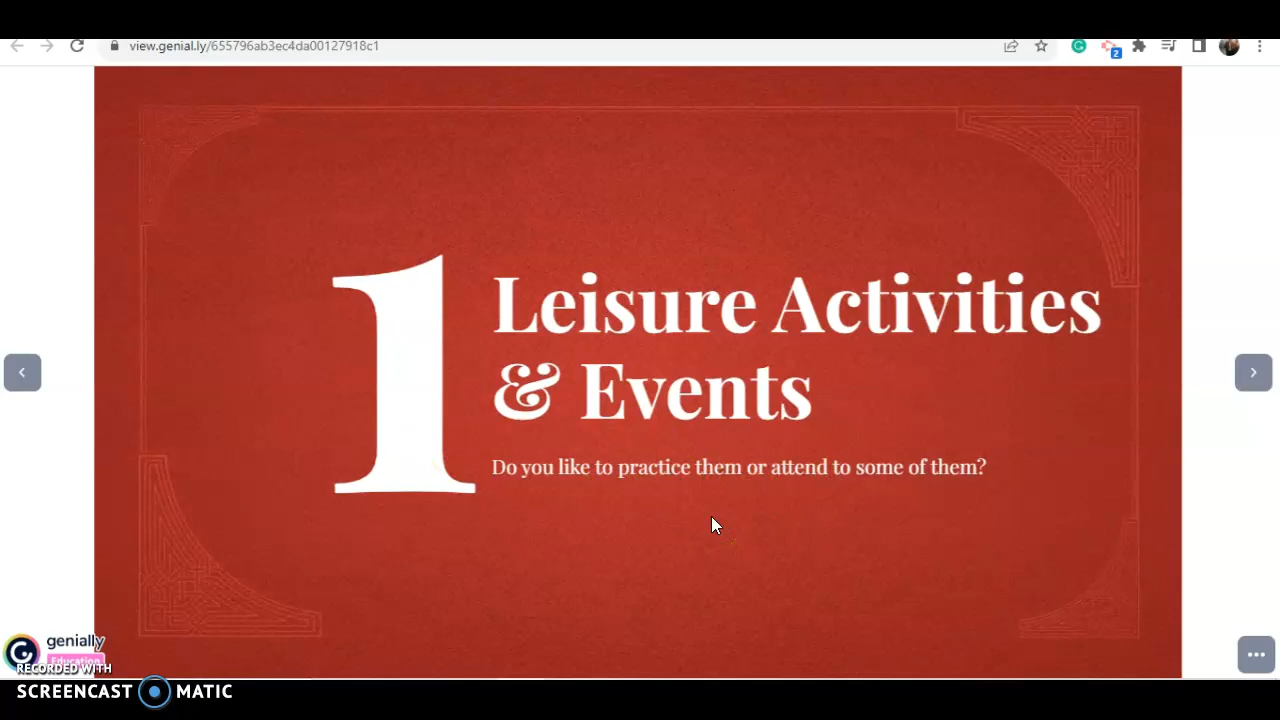 view.genial.ly/655796ab3ec4da00127918c1
2
1
Leisure Activities
& Events
Do you like to practice them or attend to some of them?
genially
Education
RECORDED WITH
SCREENCAST MATIC